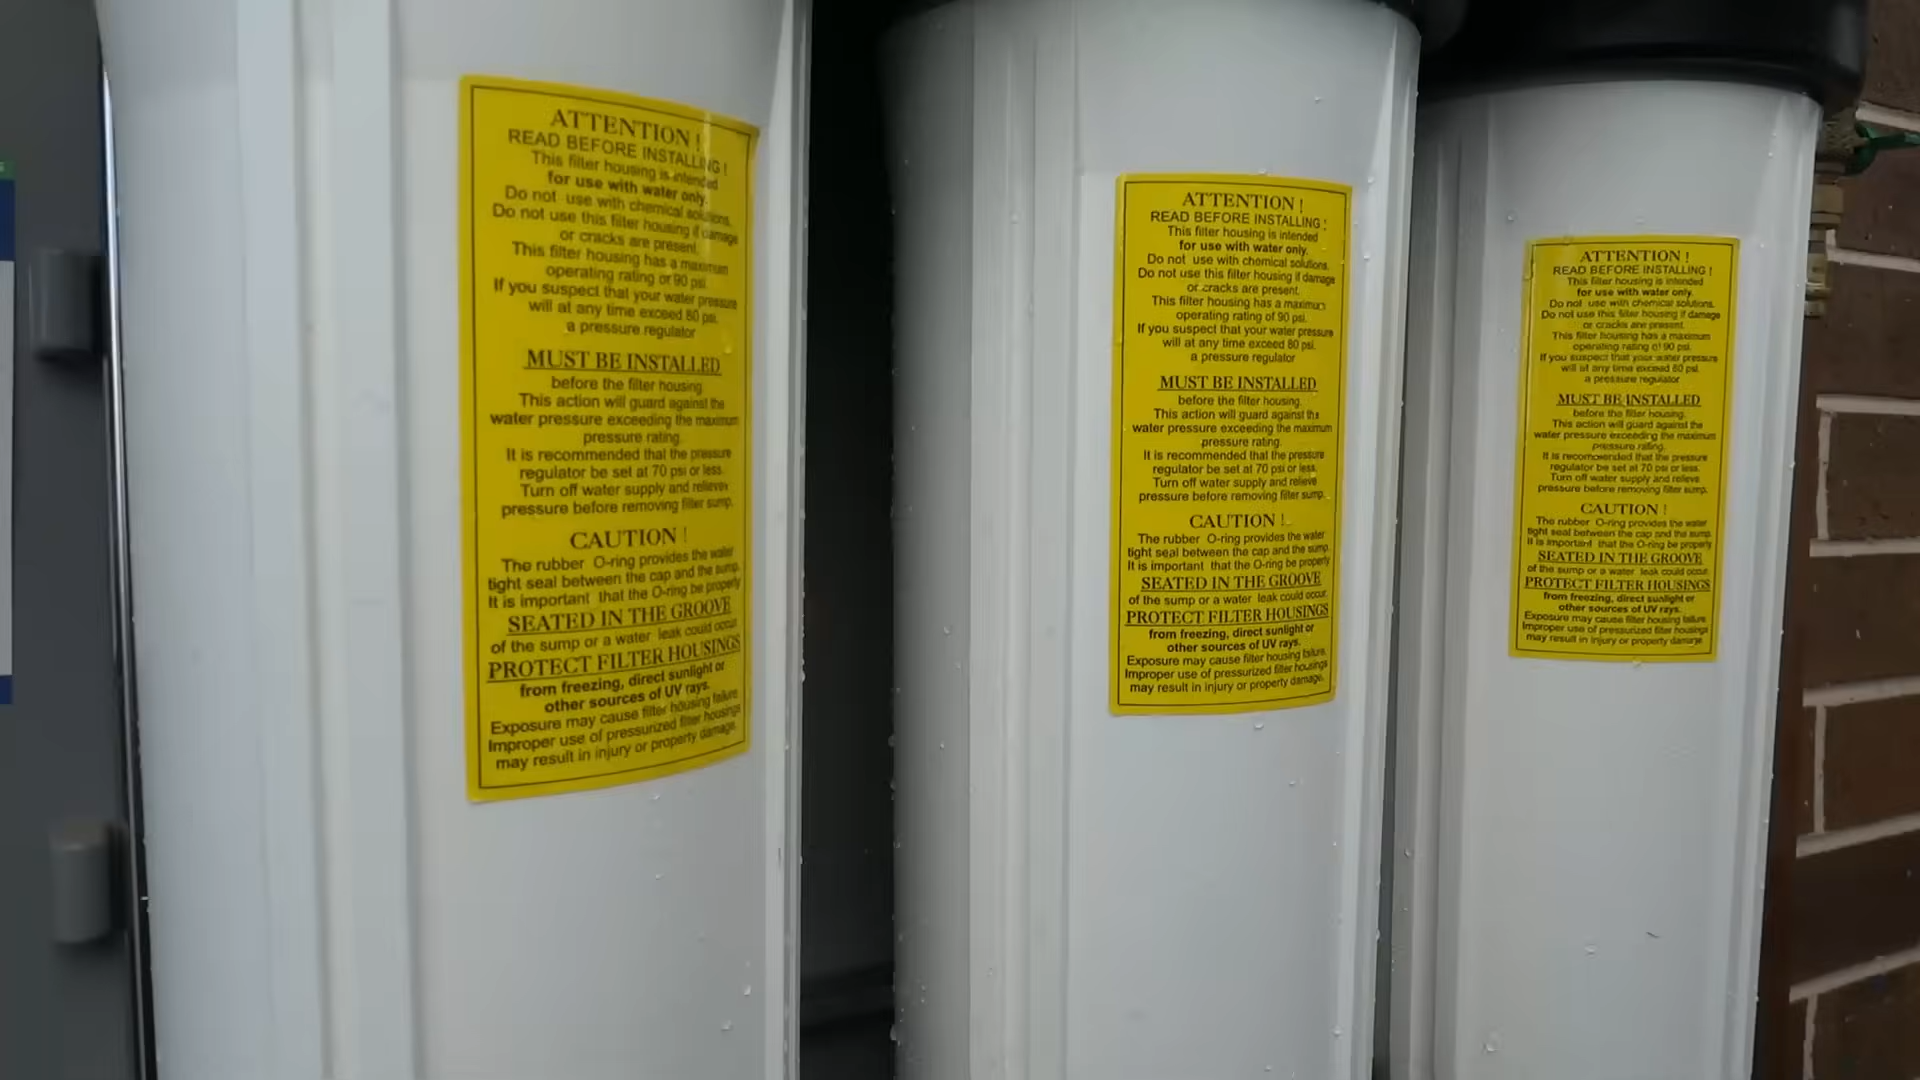 ATTENTION !
READ BEFORE INSTALLING !
This filter housing is intended
for use with water only.
Do not use with chemical solutions.
Do not use this filter housing if damage
or cracks are present.
This filter housing has a maximum
operating rating or 90 psi.
If you suspect that your water pressure
will at any time exceed 80 psi.
a pressure regulator
MUST BE INSTALLED
before the filter housing.
This action will guard against the
water pressure exceeding the maximum
pressure rating.
It is recommended that the pressure
regulator be set at 70 psi or less.
Turn off water supply and relieve
pressure before removing filter sump.
CAUTION !
The rubber O-ring provides the water
tight seal between the cap and the sump.
It is important that the O-ring be properly
SEATED IN THE GROOVE
of the sump or a water leak could occur.
PROTECT FILTER HOUSINGS
from freezing, direct sunlight or
other sources of UV rays.
Exposure may cause filter housing failure.
Improper use of pressurized filter housings
may result in injury or property damage.
ATTENTION !
READ BEFORE INSTALLING !
This filter housing is intended
for use with water only.
Do not use with chemical solutions.
Do not use this filter housing if damage
or cracks are present.
This filter housing has a maximum
operating rating of 90 psi.
If you suspect that your water pressure
will at any time exceed 80 psi.
a pressure regulator
MUST BE INSTALLED
before the filter housing.
This action will guard against the
water pressure exceeding the maximum
pressure rating.
It is recommended that the pressure
regulator be set at 70 psi or less.
Turn off water supply and relieve
pressure before removing filter sump.
CAUTION !
The rubber O-ring provides the water
tight seal between the cap and the sump.
It is important that the O-ring be properly
SEATED IN THE GROOVE
of the sump or a water leak could occur.
PROTECT FILTER HOUSINGS
from freezing, direct sunlight or
other sources of UV rays.
Exposure may cause filter housing failure.
Improper use of pressurized filter housings
may result in injury or property damage.
ATTENTION !
READ BEFORE INSTALLING !
This filter housing is intended
for use with water only.
Do not use with chemical solutions.
Do not use this filter housing if damage
or cracks are present.
This filter housing has a maximum
operating rating of 90 psi.
If you suspect that your water pressure
will at any time exceed 80 psi.
a pressure regulator
MUST BE INSTALLED
before the filter housing.
This action will guard against the
water pressure exceeding the maximum
pressure rating.
It is recommended that the pressure
regulator be set at 70 psi or less.
Turn off water supply and relieve
pressure before removing filter sump.
CAUTION !
The rubber O-ring provides the water
tight seal between the cap and the sump.
It is important that the O-ring be properly
SEATED IN THE GROOVE
of the sump or a water leak could occur.
PROTECT FILTER HOUSINGS
from freezing, direct sunlight or
other sources of UV rays.
Exposure may cause filter housing failure.
Improper use of pressurized filter housings
may result in injury or property damage.